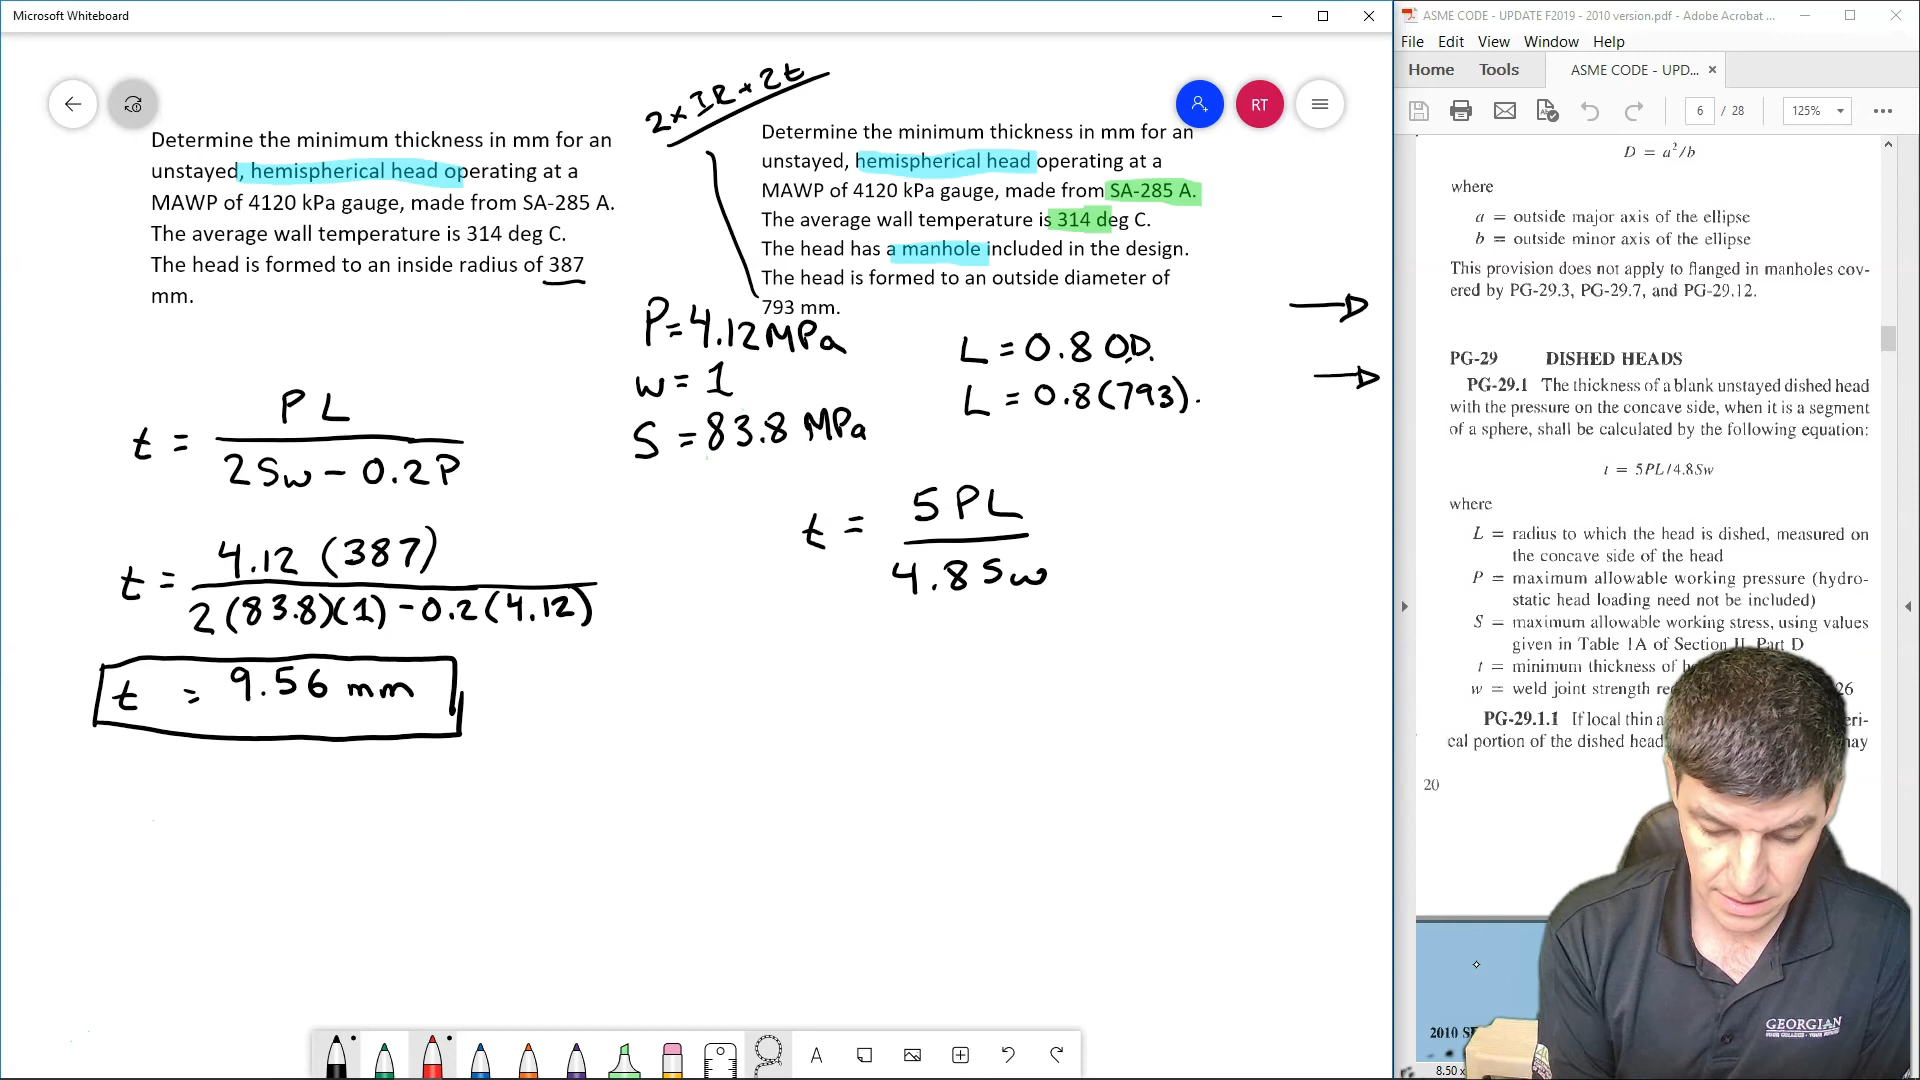 Microsoft Whiteboard
2 x IR + 2t
RT
Determine the minimum thickness in mm for an
unstayed, hemispherical head operating at a
MAWP of 4120 kPa gauge, made from SA-285 A.
The average wall temperature is 314 deg C.
The head is formed to an inside radius of 387
mm.
t = PL
2Sw - 0.2P
t = 4.12 (387)
2(83.8)(1) - 0.2(4.12)
t = 9.56 mm
Determine the minimum thickness in mm for an
unstayed, hemispherical head operating at a
MAWP of 4120 kPa gauge, made from SA-285 A.
The average wall temperature is 314 deg C.
The head has a manhole included in the design.
The head is formed to an outside diameter of
793 mm.
P = 4.12 MPa
w = 1
S = 83.8 MPa
L = 0.8 O.D.
L = 0.8(793).
t = 5PL
4.8Sw
A
ASME CODE - UPDATE F2019 - 2010 version.pdf - Adobe Acrobat ...
File Edit View Window Help
Home Tools ASME CODE - UPD... ×
6 / 28 125%
D = a²/b
where
a = outside major axis of the ellipse
b = outside minor axis of the ellipse
This provision does not apply to flanged in manholes cov-
ered by PG-29.3, PG-29.7, and PG-29.12.
PG-29 DISHED HEADS
PG-29.1 The thickness of a blank unstayed dished head
with the pressure on the concave side, when it is a segment
of a sphere, shall be calculated by the following equation:
t = 5PL/4.8Sw
where
L = radius to which the head is dished, measured on
the concave side of the head
P = maximum allowable working pressure (hydro-
static head loading need not be included)
S = maximum allowable working stress, using values
given in Table 1A of Section II, Part D
t = minimum thickness of
w = weld joint strength 26
PG-29.1.1 If local thin eri-
cal portion of the dished head may
20
2010
8.50
GEORGIAN